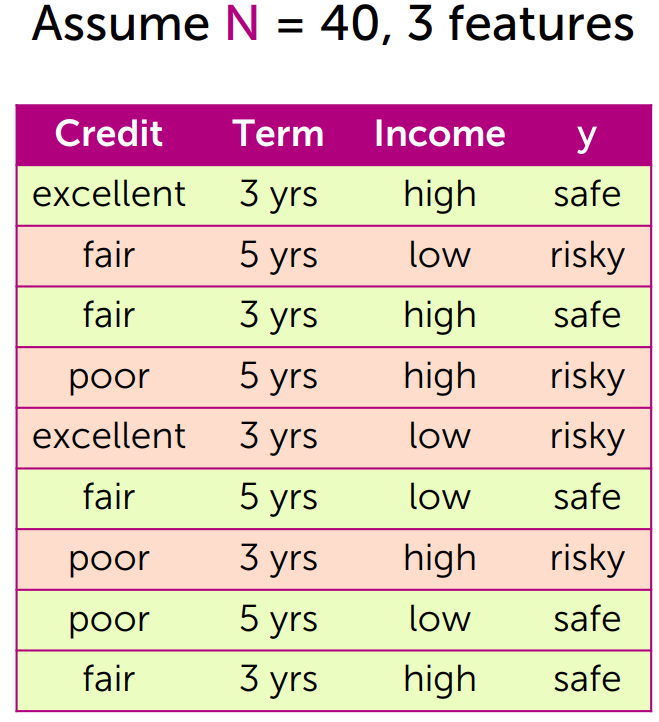 Assume N = 40, 3 features
Credit Term Income y
excellent 3 yrs high safe
fair 5 yrs low risky
fair 3 yrs high safe
poor 5 yrs high risky
excellent 3 yrs low risky
fair 5 yrs low safe
poor 3 yrs high risky
poor 5 yrs low safe
fair 3 yrs high safe